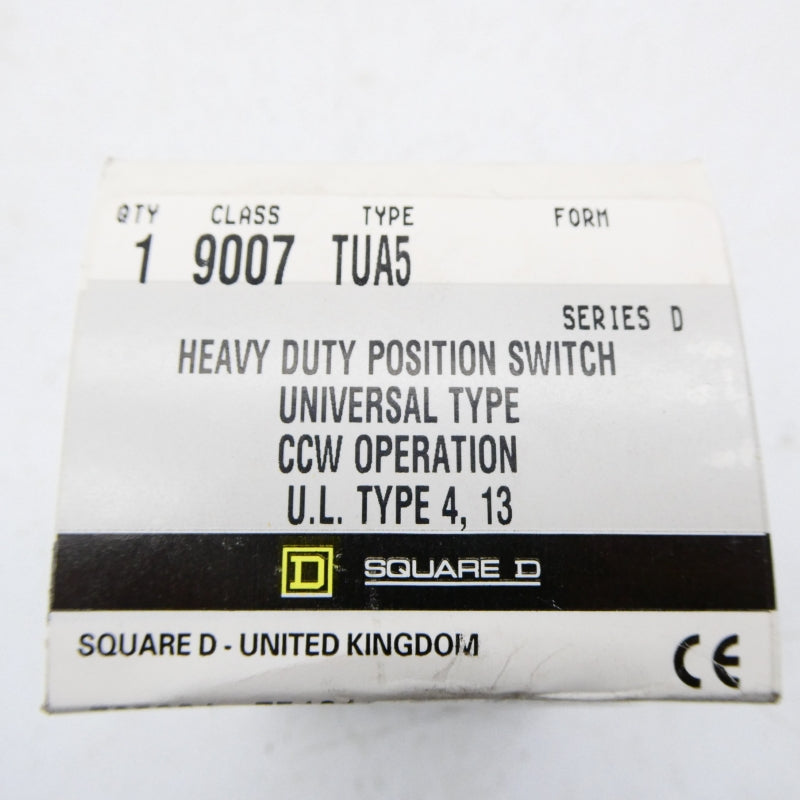 QTY CLASS TYPE FORM
1 9007 TUA5
SERIES D
HEAVY DUTY POSITION SWITCH
UNIVERSAL TYPE
CCW OPERATION
U.L. TYPE 4, 13
D SQUARE D
SQUARE D - UNITED KINGDOM CE